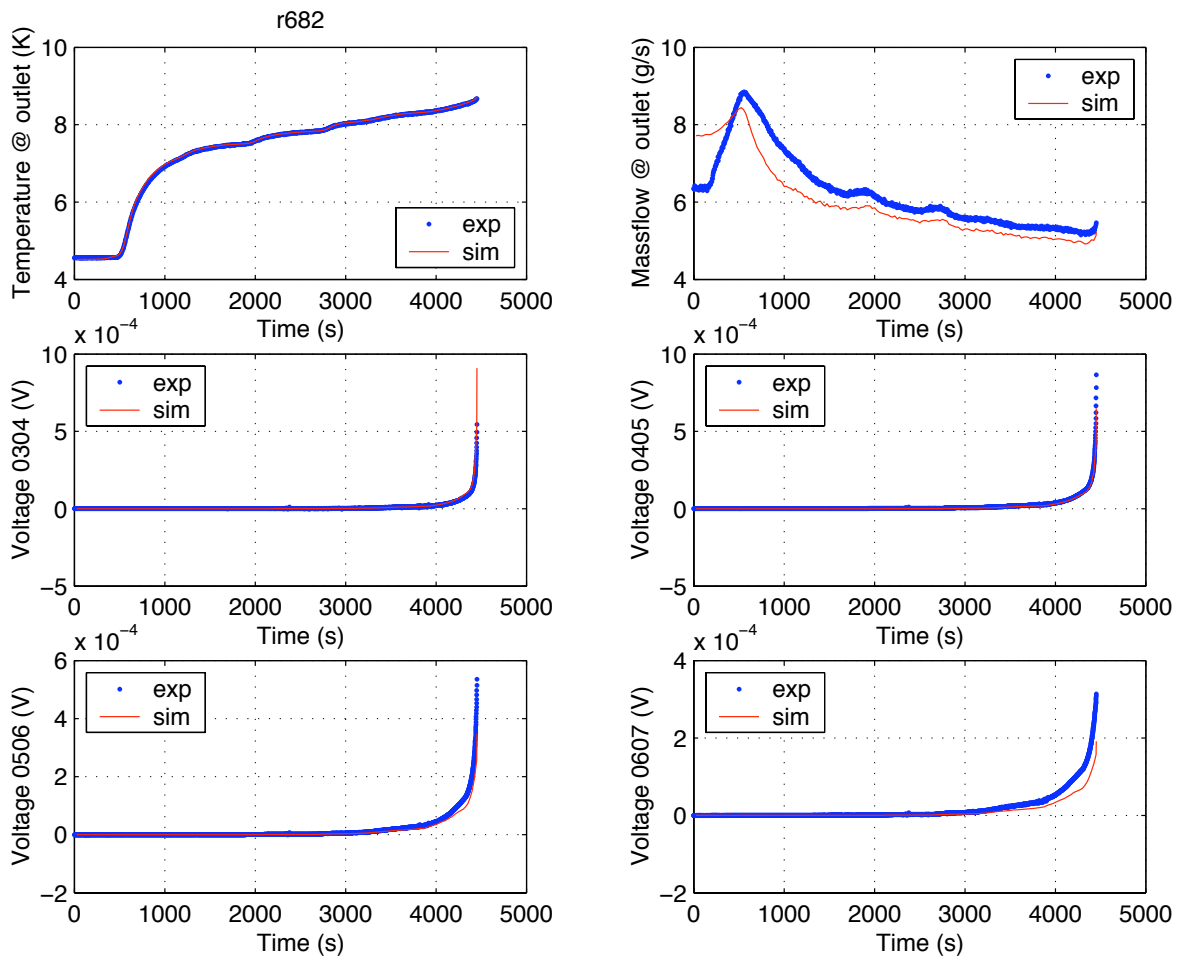 r682
Temperature @ outlet (K)
10
8
6
4
exp
sim
0 1000 2000 3000 4000 5000
Time (s)
Massflow @ outlet (g/s)
10
8
6
4
exp
sim
0 1000 2000 3000 4000 5000
Time (s)
x 10⁻⁴
Voltage 0304 (V)
10
5
0
−5
exp
sim
0 1000 2000 3000 4000 5000
Time (s)
x 10⁻⁴
Voltage 0405 (V)
10
5
0
−5
exp
sim
0 1000 2000 3000 4000 5000
Time (s)
x 10⁻⁴
Voltage 0506 (V)
6
4
2
0
−2
exp
sim
0 1000 2000 3000 4000 5000
Time (s)
x 10⁻⁴
Voltage 0607 (V)
4
2
0
−2
exp
sim
0 1000 2000 3000 4000 5000
Time (s)